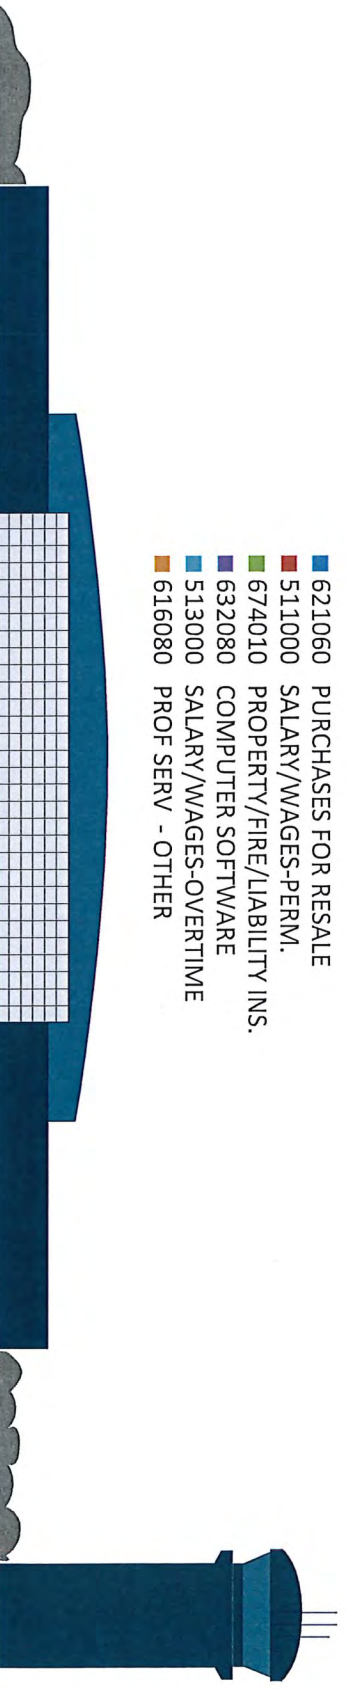 621060 PURCHASES FOR RESALE
511000 SALARY/WAGES-PERM.
674010 PROPERTY/FIRE/LIABILITY INS.
632080 COMPUTER SOFTWARE
513000 SALARY/WAGES-OVERTIME
616080 PROF SERV - OTHER